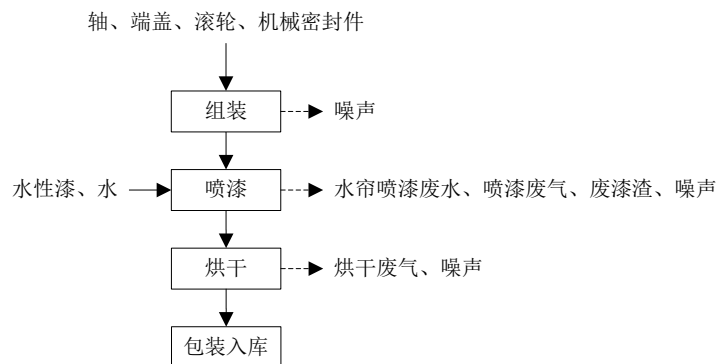 轴、端盖、滚轮、机械密封件
组装
噪声
水性漆、水
喷漆
水帘喷漆废水、喷漆废气、废漆渣、噪声
烘干
烘干废气、噪声
包装入库